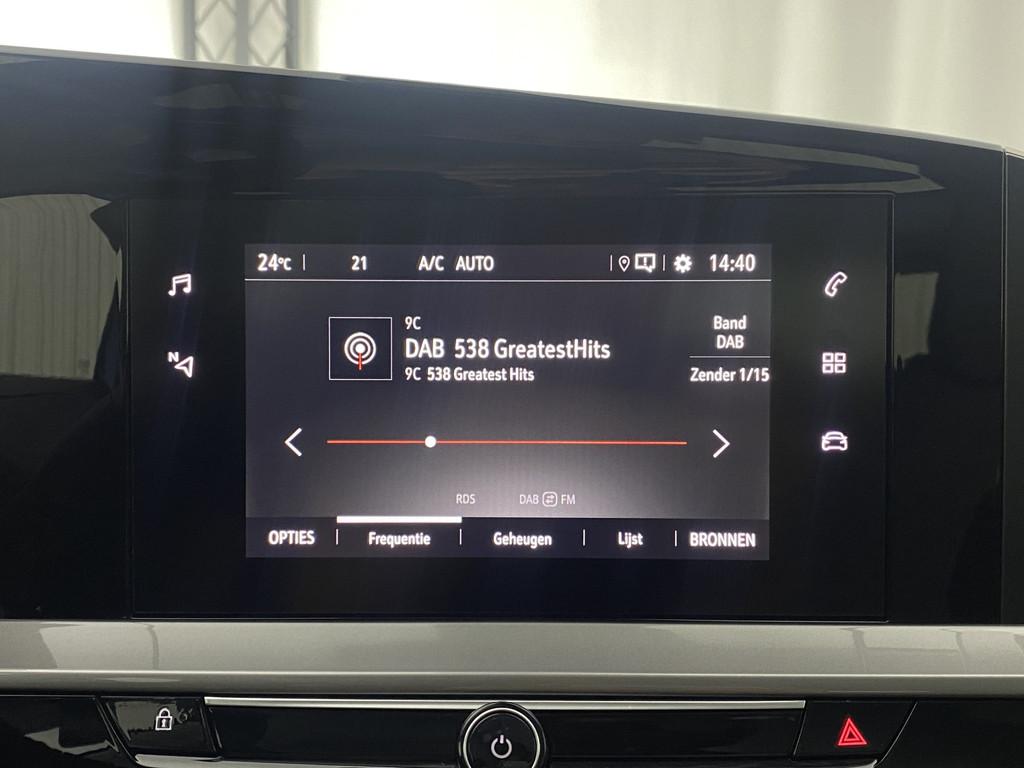 24°C 21 A/C AUTO 14:40
9C
DAB 538 GreatestHits
9C 538 Greatest Hits
Band
DAB
Zender 1/15
N
RDS DAB FM
OPTIES Frequentie Geheugen Lijst BRONNEN